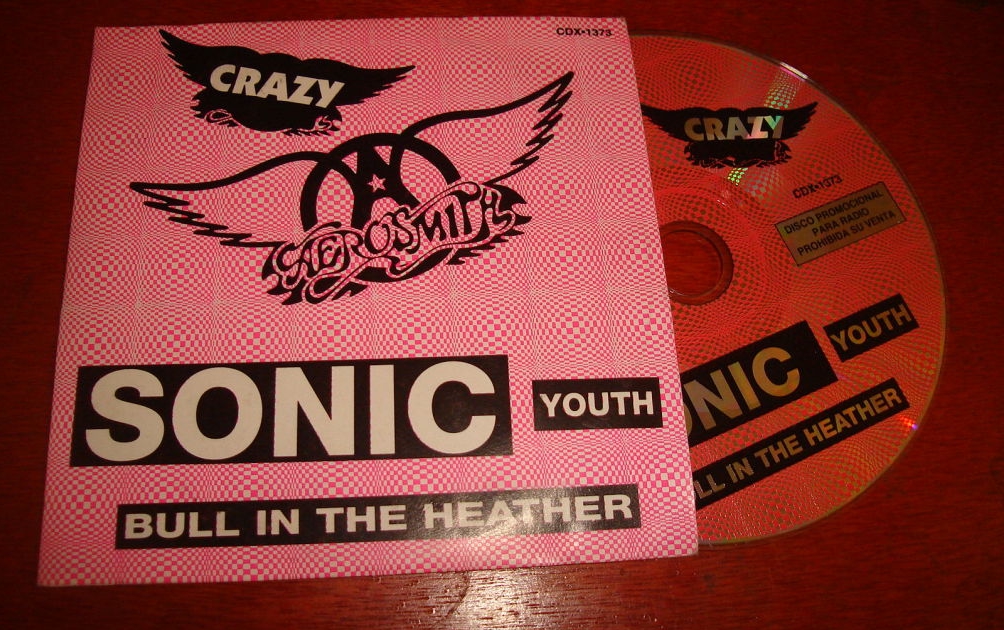 CDX•1373
CRAZY
AEROSMITH
SONIC
YOUTH
BULL IN THE HEATHER
CRAZY
CDX•1373
DISCO PROMOCIONAL
PARA RADIO
PROHIBIDA SU VENTA
ONIC
YOUTH
LL IN THE HEATHER